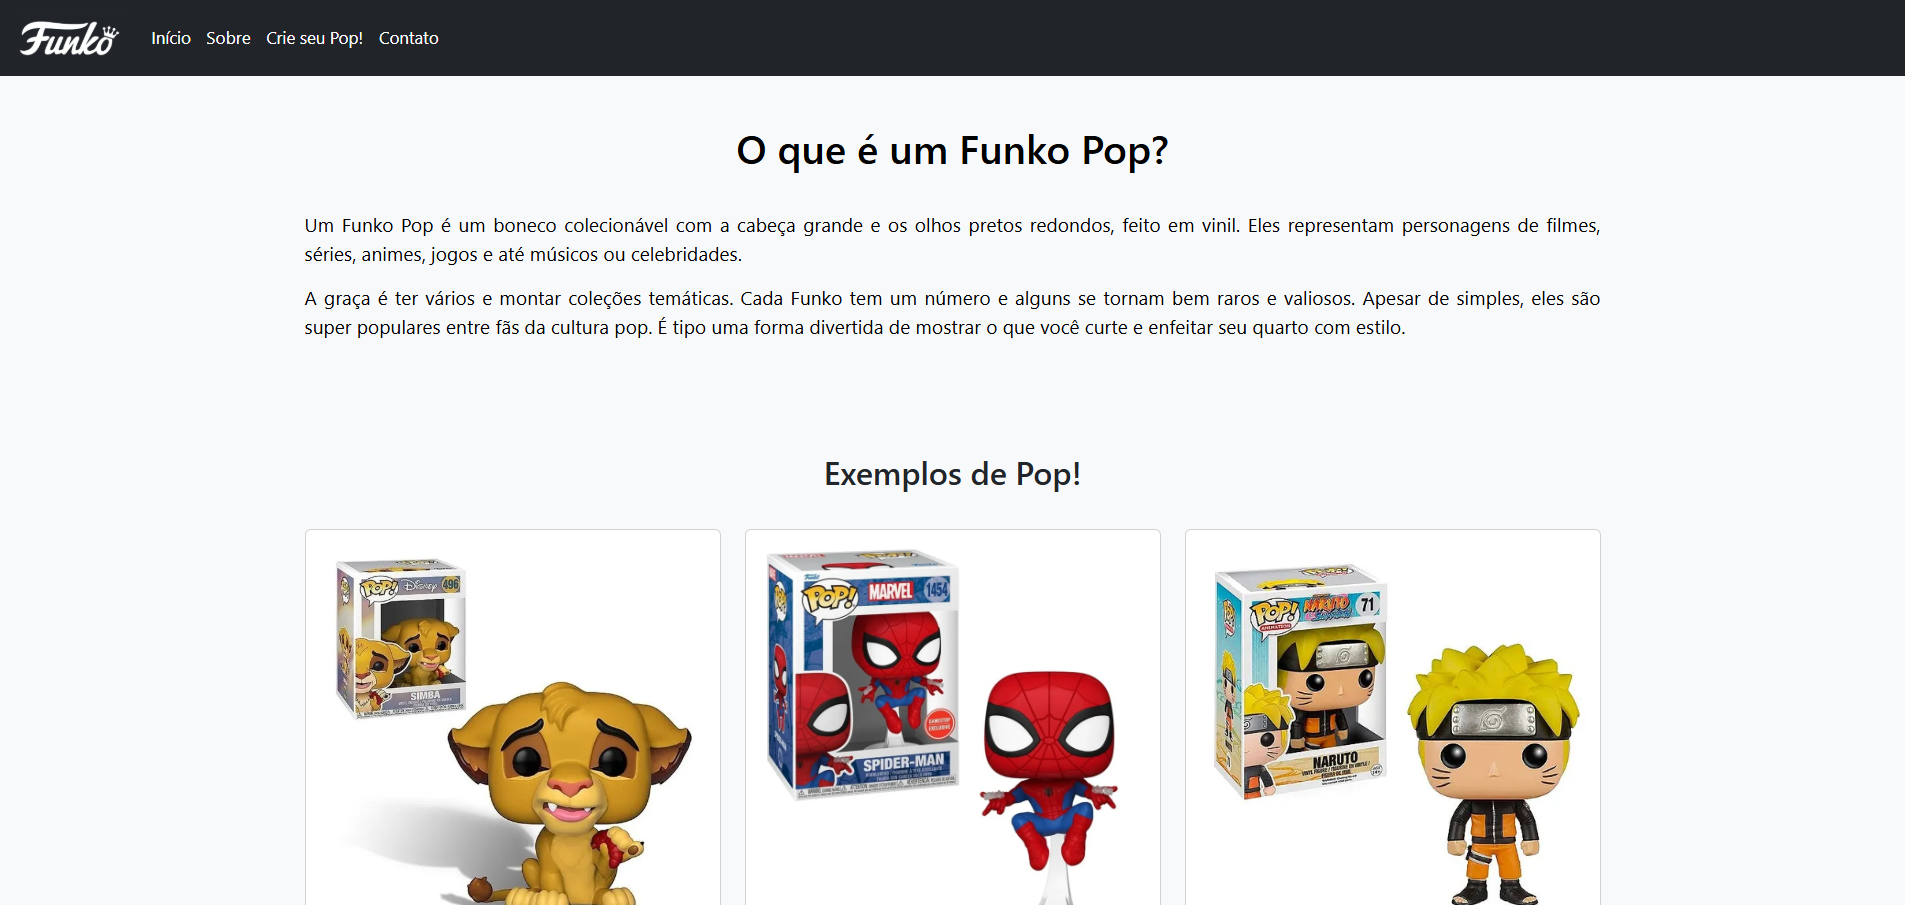 Funko
Início Sobre Crie seu Pop! Contato
O que é um Funko Pop?
Um Funko Pop é um boneco colecionável com a cabeça grande e os olhos pretos redondos, feito em vinil. Eles representam personagens de filmes,
séries, animes, jogos e até músicos ou celebridades.
A graça é ter vários e montar coleções temáticas. Cada Funko tem um número e alguns se tornam bem raros e valiosos. Apesar de simples, eles são
super populares entre fãs da cultura pop. É tipo uma forma divertida de mostrar o que você curte e enfeitar seu quarto com estilo.
Exemplos de Pop!
POP! Disney 496
SIMBA
POP! MARVEL 1454
GAMESTOP
EXCLUSIVE
SPIDER-MAN
POP! NARUTO 71
ANIMATION
NARUTO